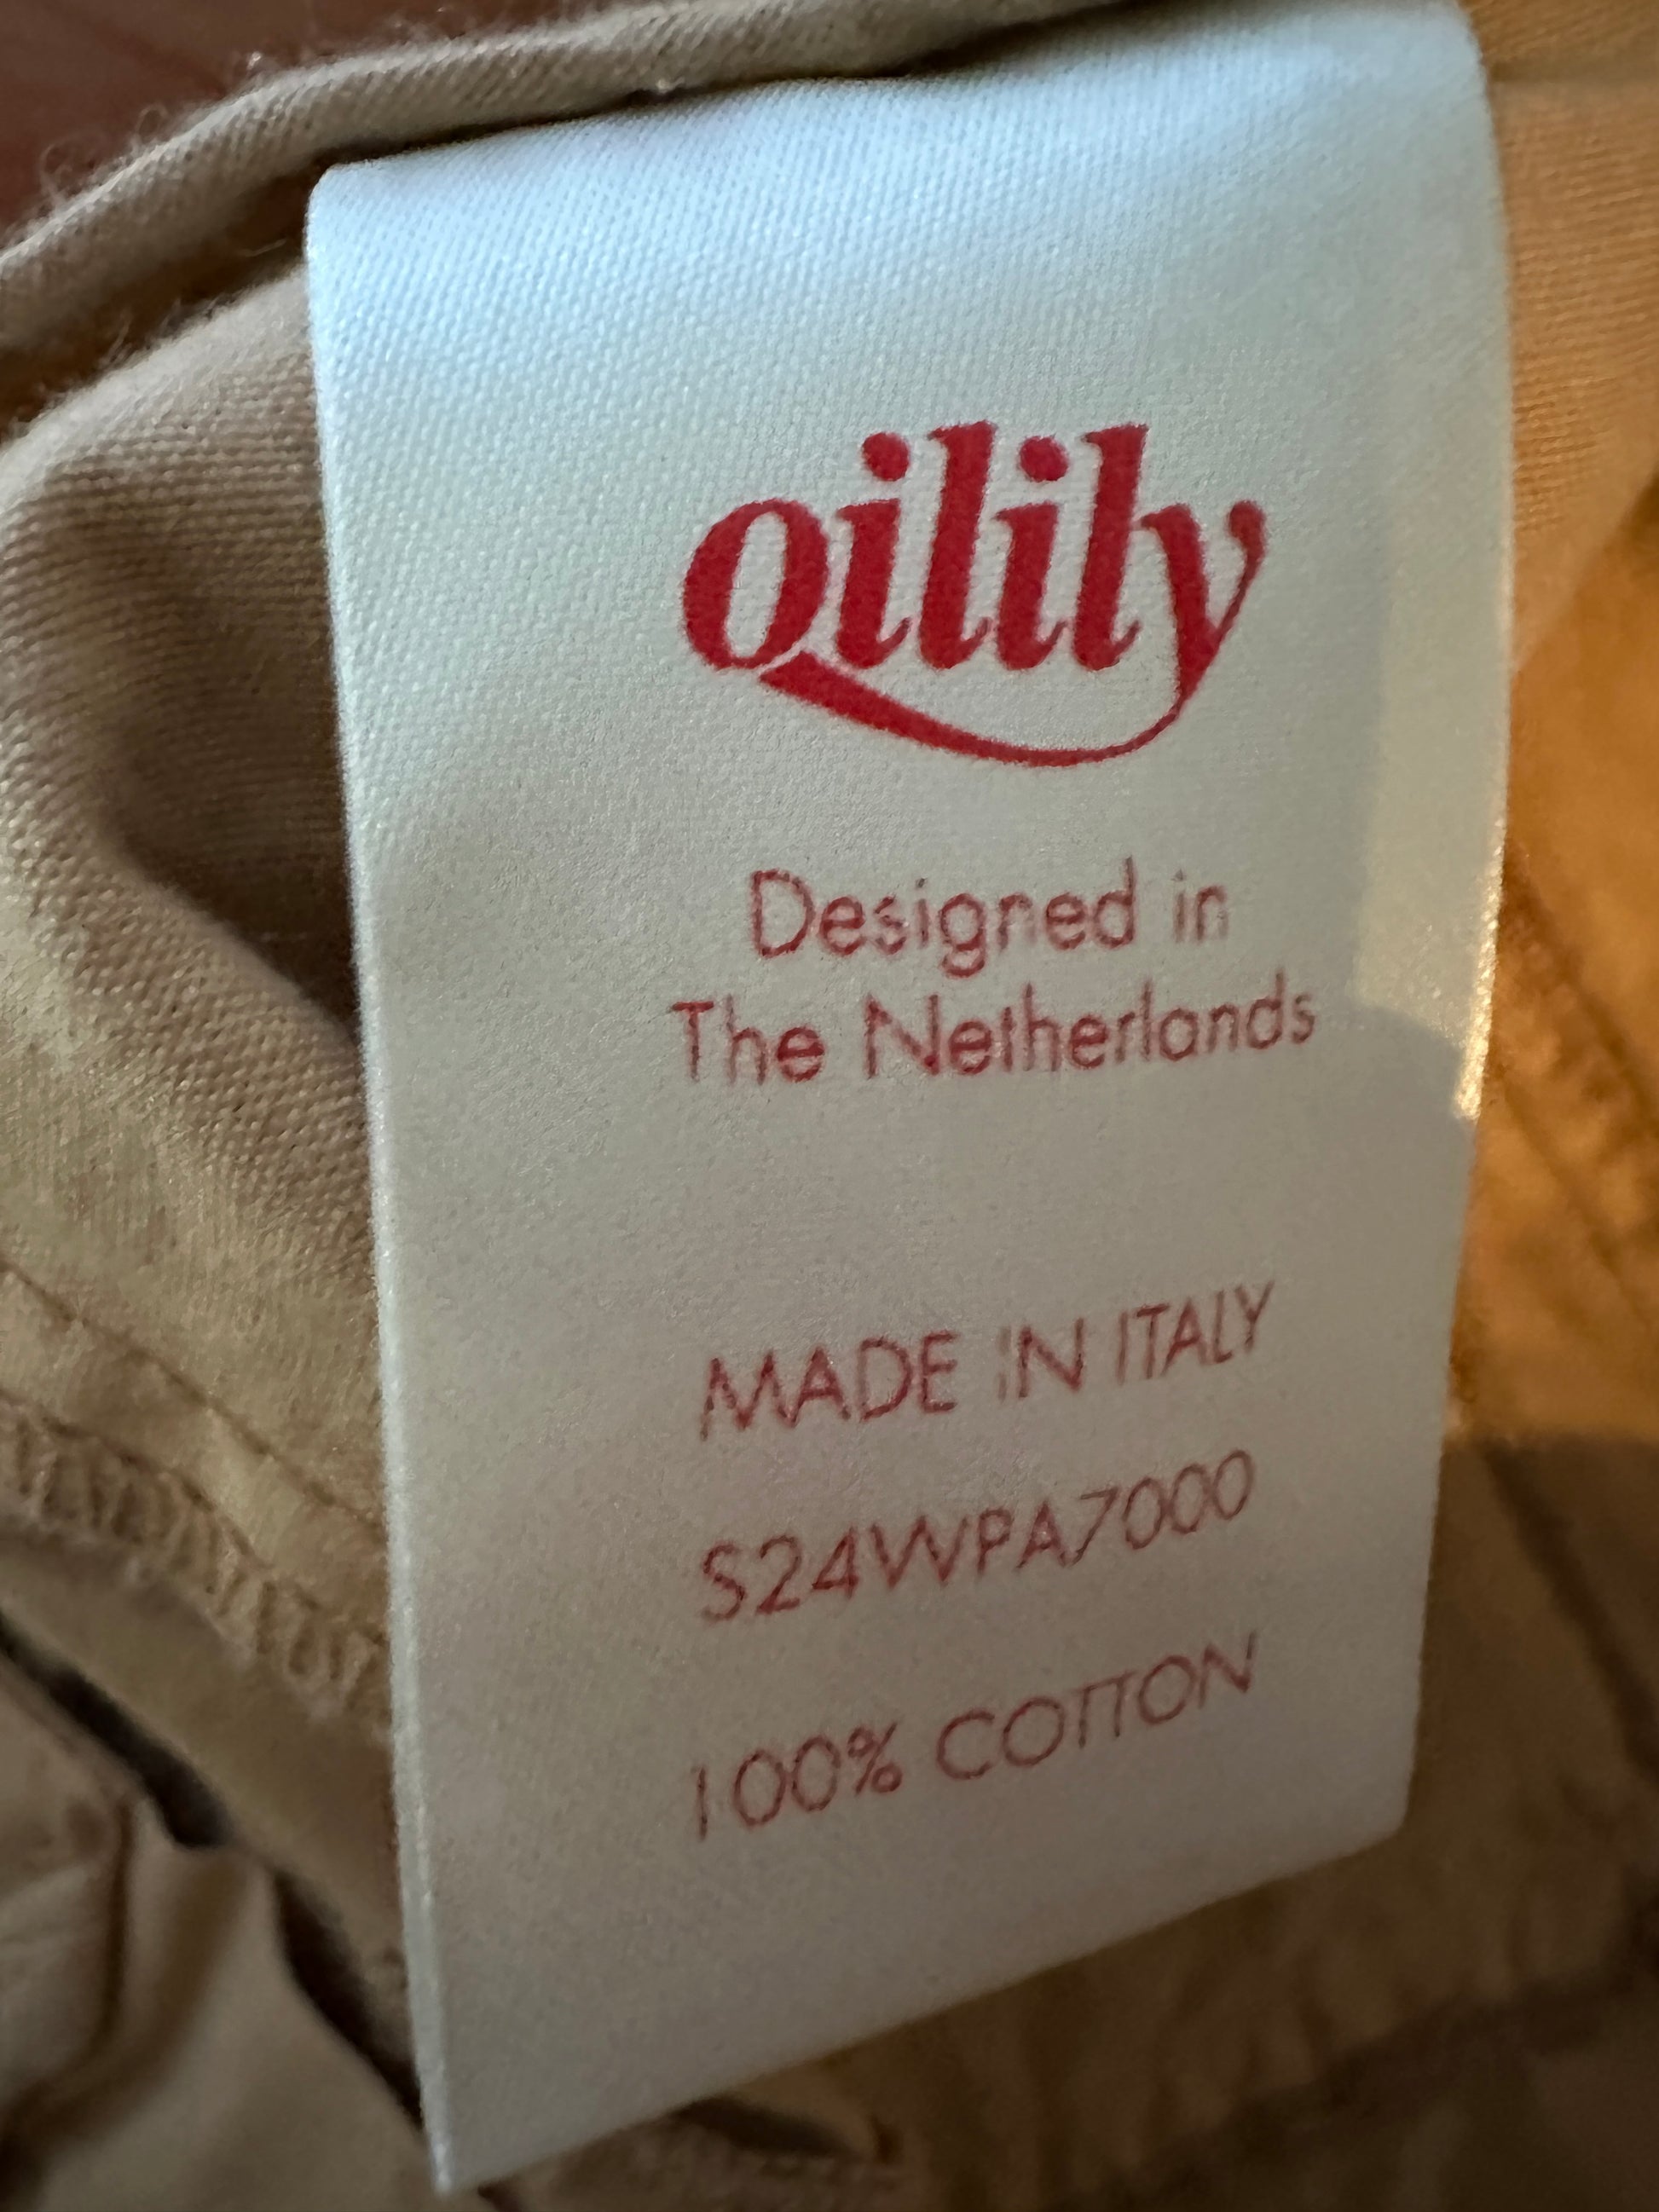 oilily
Designed in
The Netherlands
MADE IN ITALY
S24WPA7000
100% COTTON